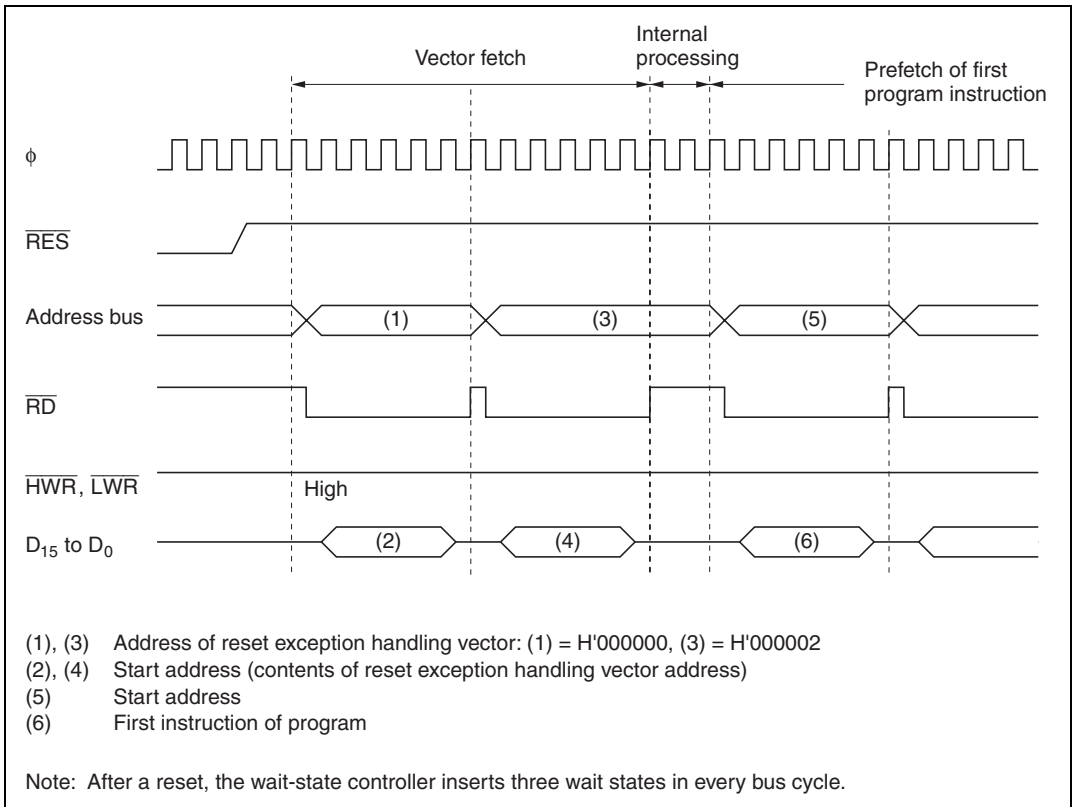 Vector fetch
Internal
processing
Prefetch of first
program instruction
φ
RES
Address bus
(1)
(3)
(5)
RD
HWR, LWR
High
D15 to D0
(2)
(4)
(6)
(1), (3) Address of reset exception handling vector: (1) = H'000000, (3) = H'000002
(2), (4) Start address (contents of reset exception handling vector address)
(5) Start address
(6) First instruction of program
Note: After a reset, the wait-state controller inserts three wait states in every bus cycle.